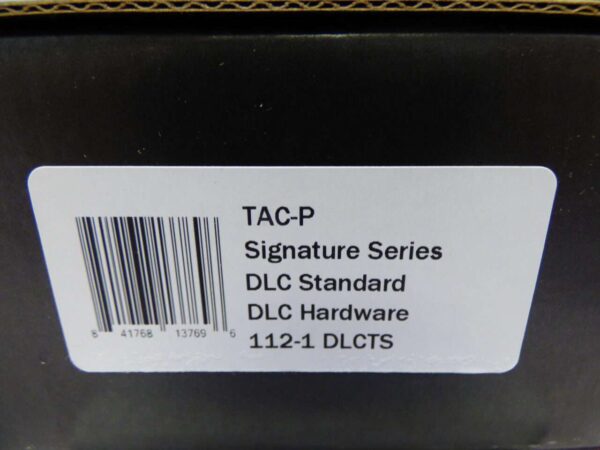 TAC-P
Signature Series
DLC Standard
DLC Hardware
112-1 DLCTS
8 41768 13769 6